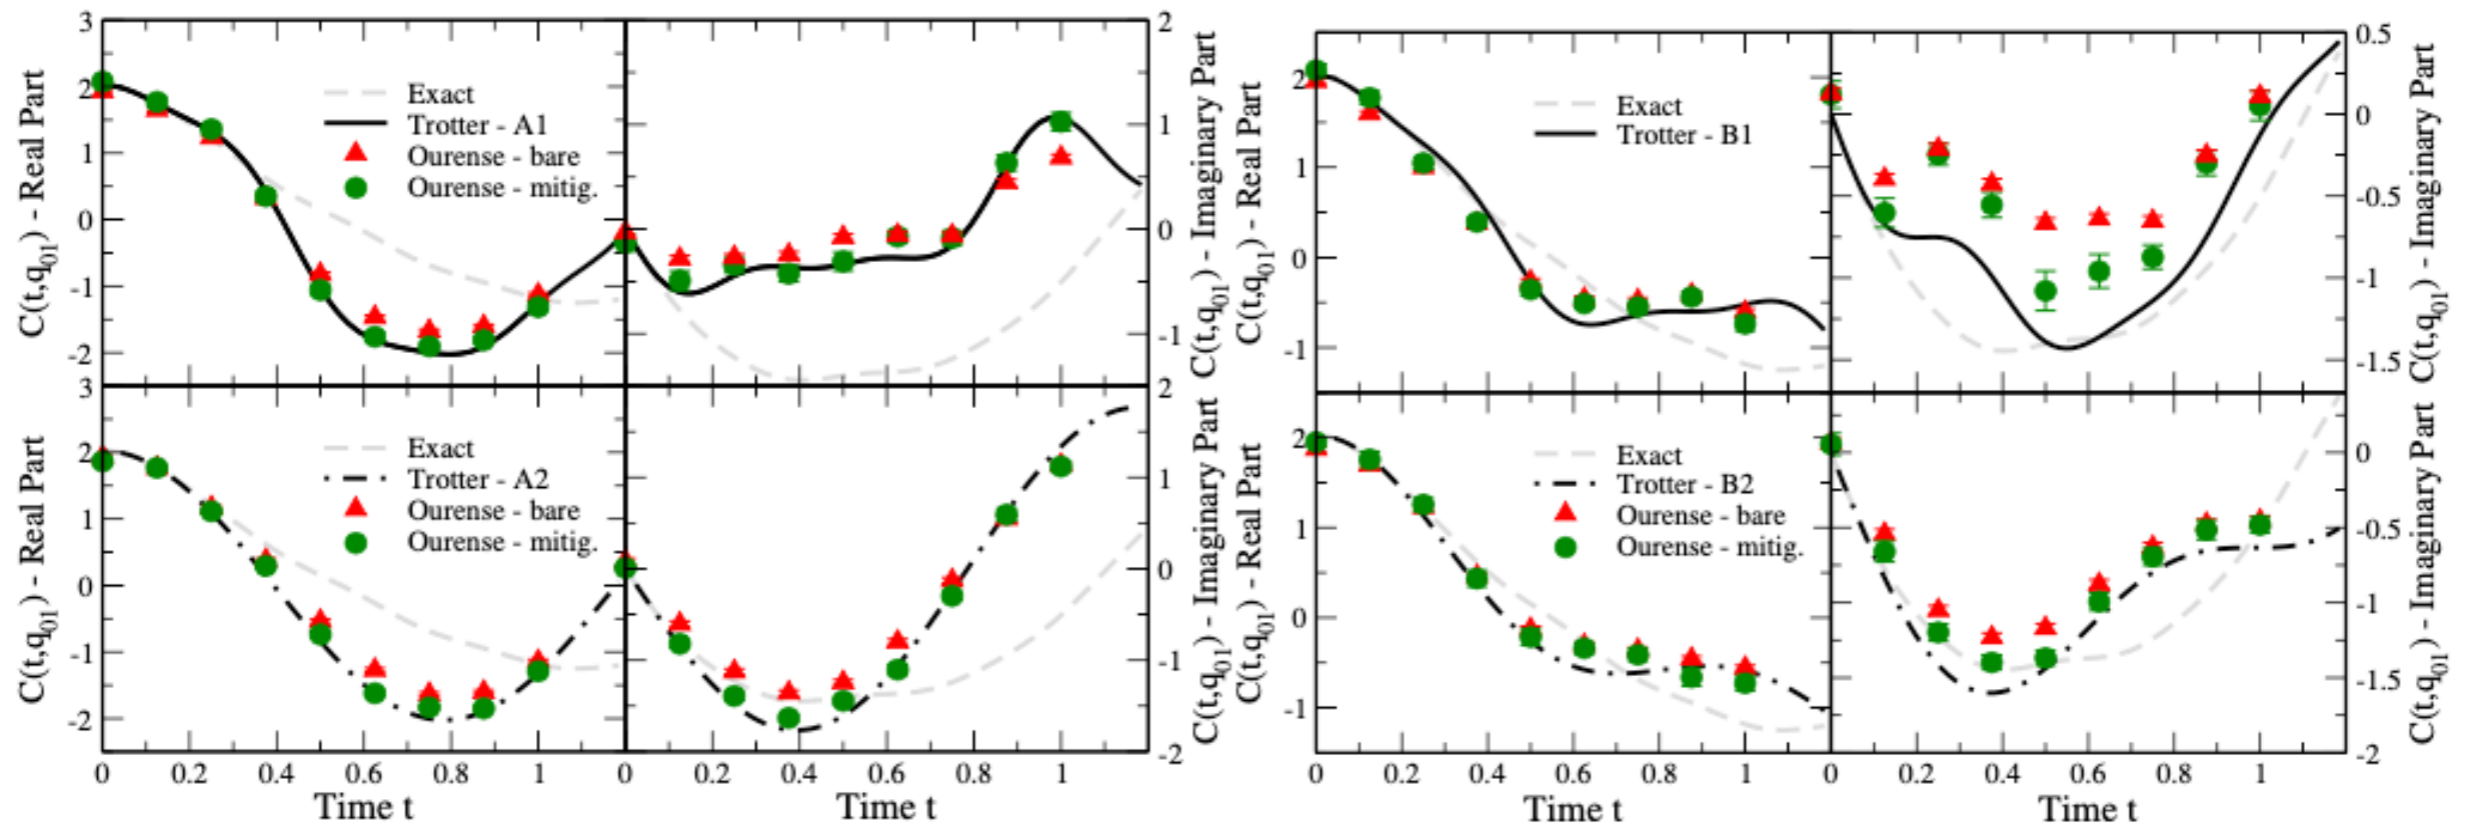 3
2
1
0
-1
-2
C(t,q01) - Real Part
Exact
Trotter - A1
Ourense - bare
Ourense - mitig.
2
1
0
-1
C(t,q01) - Imaginary Part
2
1
0
-1
C(t,q01) - Real Part
Exact
Trotter - B1
0.5
0
-0.5
-1
-1.5
C(t,q01) - Imaginary Part
3
2
1
0
-1
-2
C(t,q01) - Real Part
Exact
Trotter - A2
Ourense - bare
Ourense - mitig.
2
1
0
-1
-2
C(t,q01) - Imaginary Part
2
1
0
-1
C(t,q01) - Real Part
Exact
Trotter - B2
Ourense - bare
Ourense - mitig.
0
-0.5
-1
-1.5
-2
C(t,q01) - Imaginary Part
0 0.2 0.4 0.6 0.8 1 0 0.2 0.4 0.6 0.8 1
0 0.2 0.4 0.6 0.8 1 0 0.2 0.4 0.6 0.8 1
Time t
Time t
Time t
Time t